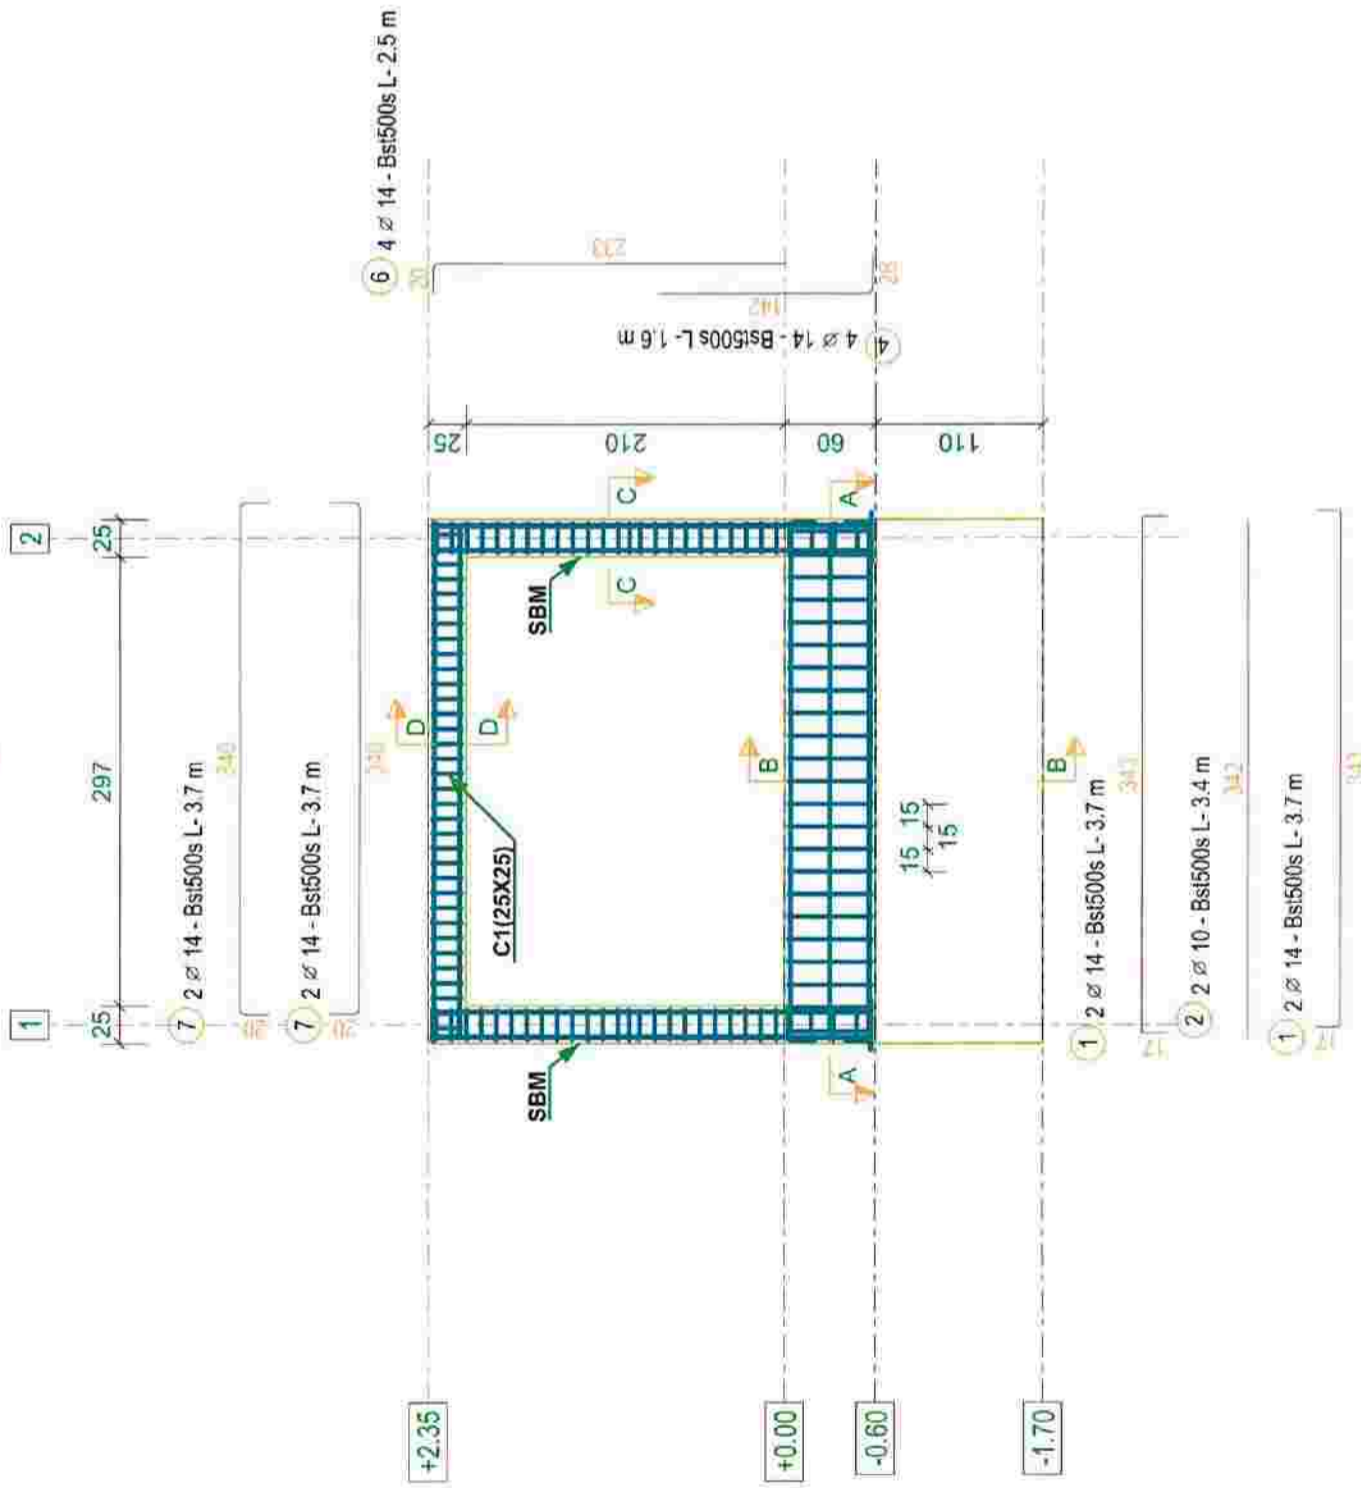 6 4 ⌀ 14 - Bst500s L- 2.5 m
20
233
142
28
4 4 ⌀ 14 - Bst500s L- 1.6 m
2
25
297
25
1
7 2 ⌀ 14 - Bst500s L- 3.7 m
340
20
7 2 ⌀ 14 - Bst500s L- 3.7 m
340
20
25
210
60
110
C
C
A
A
D
D
B
B
SBM
SBM
C1(25X25)
15 15
15
1 2 ⌀ 14 - Bst500s L- 3.7 m
343
17
2 2 ⌀ 10 - Bst500s L- 3.4 m
342
1 2 ⌀ 14 - Bst500s L- 3.7 m
17
+2.35
+0.00
-0.60
-1.70